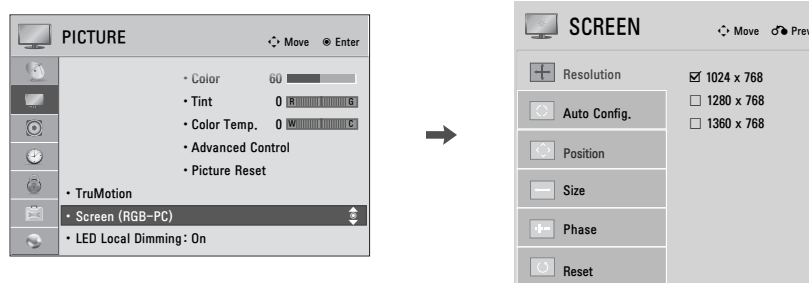 PICTURE
Move Enter
• Color 60
• Tint 0 R G
• Color Temp. 0 W C
• Advanced Control
• Picture Reset
• TruMotion
• Screen (RGB-PC)
• LED Local Dimming: On
SCREEN
Move Prev
Resolution
Auto Config.
Position
Size
Phase
Reset
☑ 1024 x 768
☐ 1280 x 768
☐ 1360 x 768